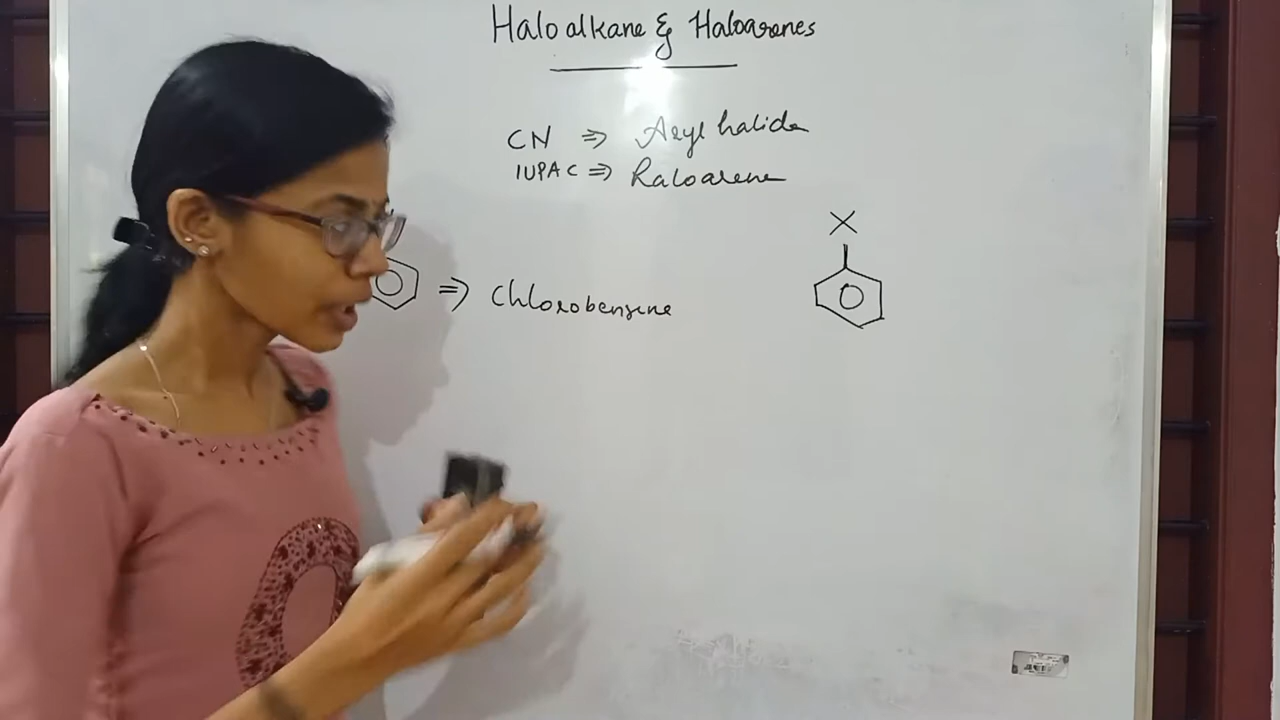 Haloalkane & Haloarenes
CN ⇒ Aryl halide
IUPAC ⇒ Haloarene
X
⇒ Chlorobenzene